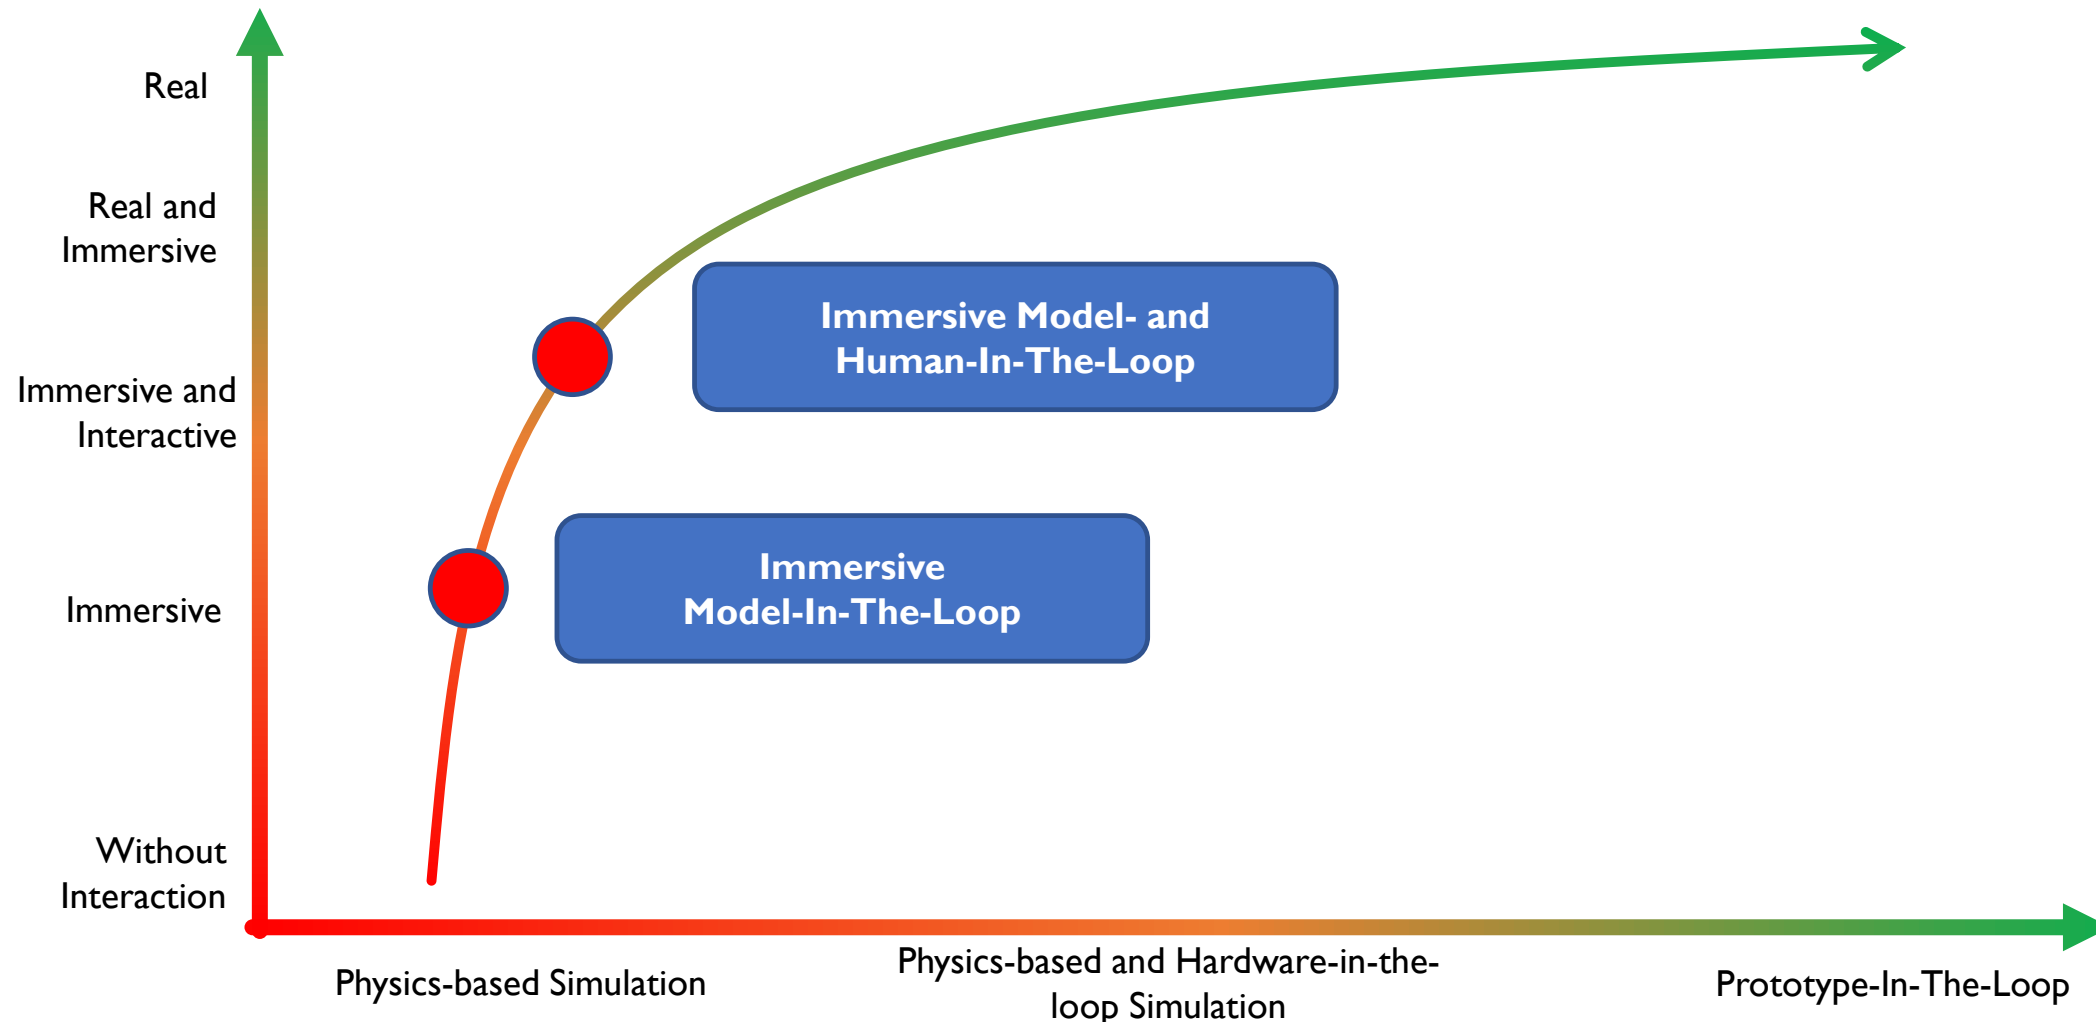 Real
Real and
Immersive
Immersive Model- and
Human-In-The-Loop
Immersive and
Interactive
Immersive
Model-In-The-Loop
Immersive
Without
Interaction
Physics-based Simulation
Physics-based and Hardware-in-the-
loop Simulation
Prototype-In-The-Loop